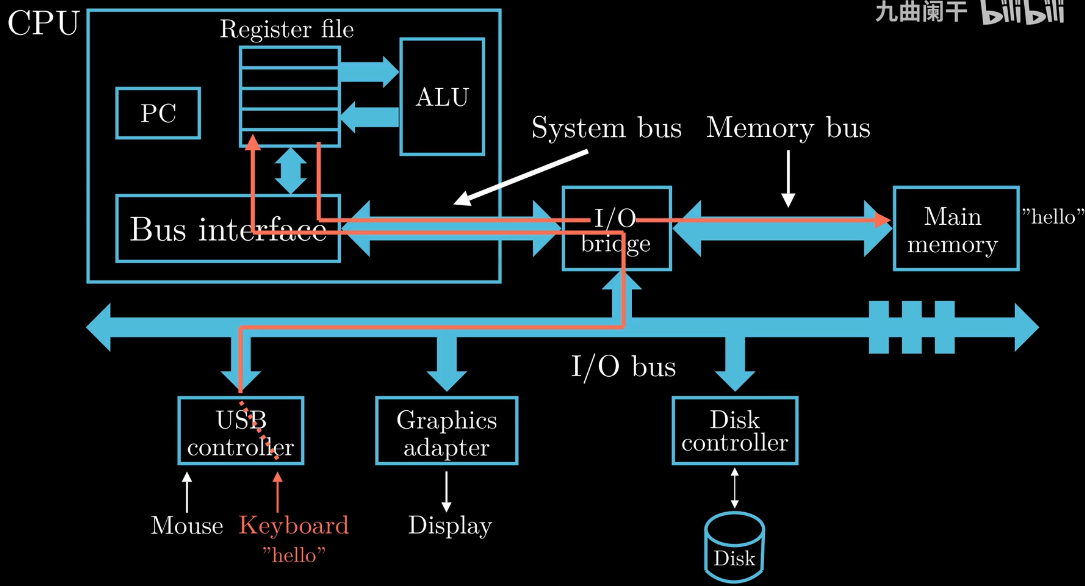 九曲阑干 bilibili
CPU
Register file
PC
ALU
System bus
Memory bus
Bus interface
I/O
bridge
Main
memory
"hello"
I/O bus
USB
controller
Graphics
adapter
Disk
controller
Mouse
Keyboard
"hello"
Display
Disk